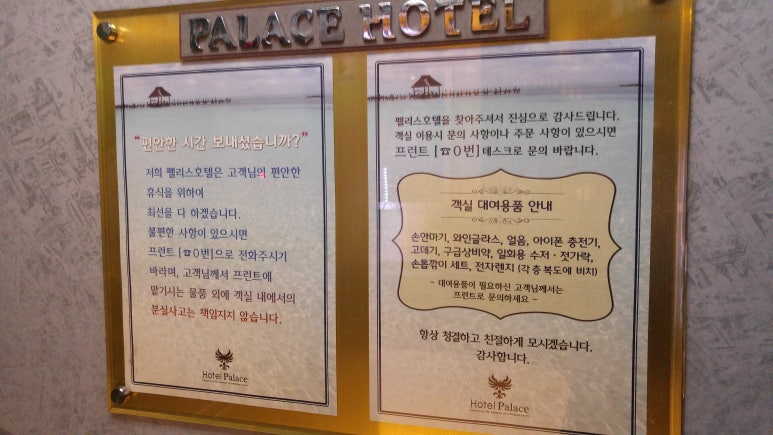 PALACE HOTEL
"편안한 시간 보내셨습니까?"
저희 펠리스호텔은 고객님의 편안한
휴식을 위하여
최선을 다 하겠습니다.
불편한 사항이 있으시면
프런트 [☎0번]으로 전화주시기
바라며, 고객님께서 프런트에
맡기시는 물품 외에 객실 내에서의
분실사고는 책임지지 않습니다.
Hotel Palace
펠리스호텔을 찾아주셔서 진심으로 감사드립니다.
객실 이용시 문의 사항이나 주문 사항이 있으시면
프런트 [☎0번] 데스크로 문의 바랍니다.
객실 대여용품 안내
손안마기, 와인글라스, 얼음, 아이폰 충전기,
고데기, 구급상비약, 일회용 수저 · 젓가락,
손톱깎이 세트, 전자렌지 (각 층 복도에 비치)
- 대여용품이 필요하신 고객님께서는
프런트로 문의하세요 -
항상 청결하고 친절하게 모시겠습니다.
감사합니다.
Hotel Palace